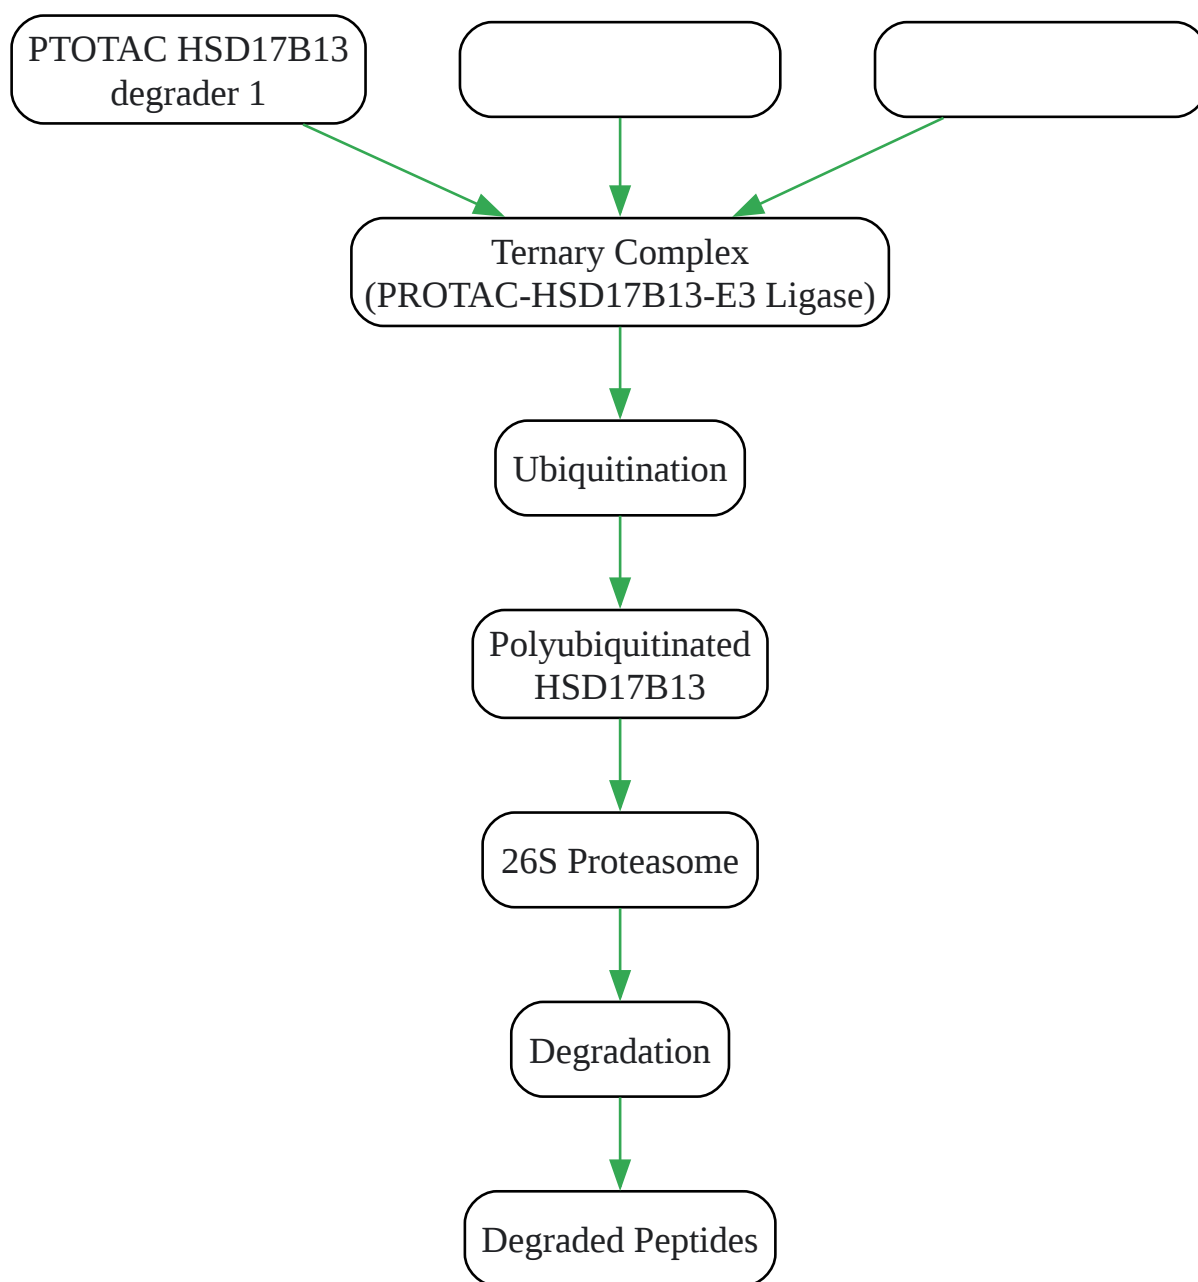 PTOTAC HSD17B13
degrader 1
Ternary Complex
(PROTAC-HSD17B13-E3 Ligase)
Ubiquitination
Polyubiquitinated
HSD17B13
26S Proteasome
Degradation
Degraded Peptides